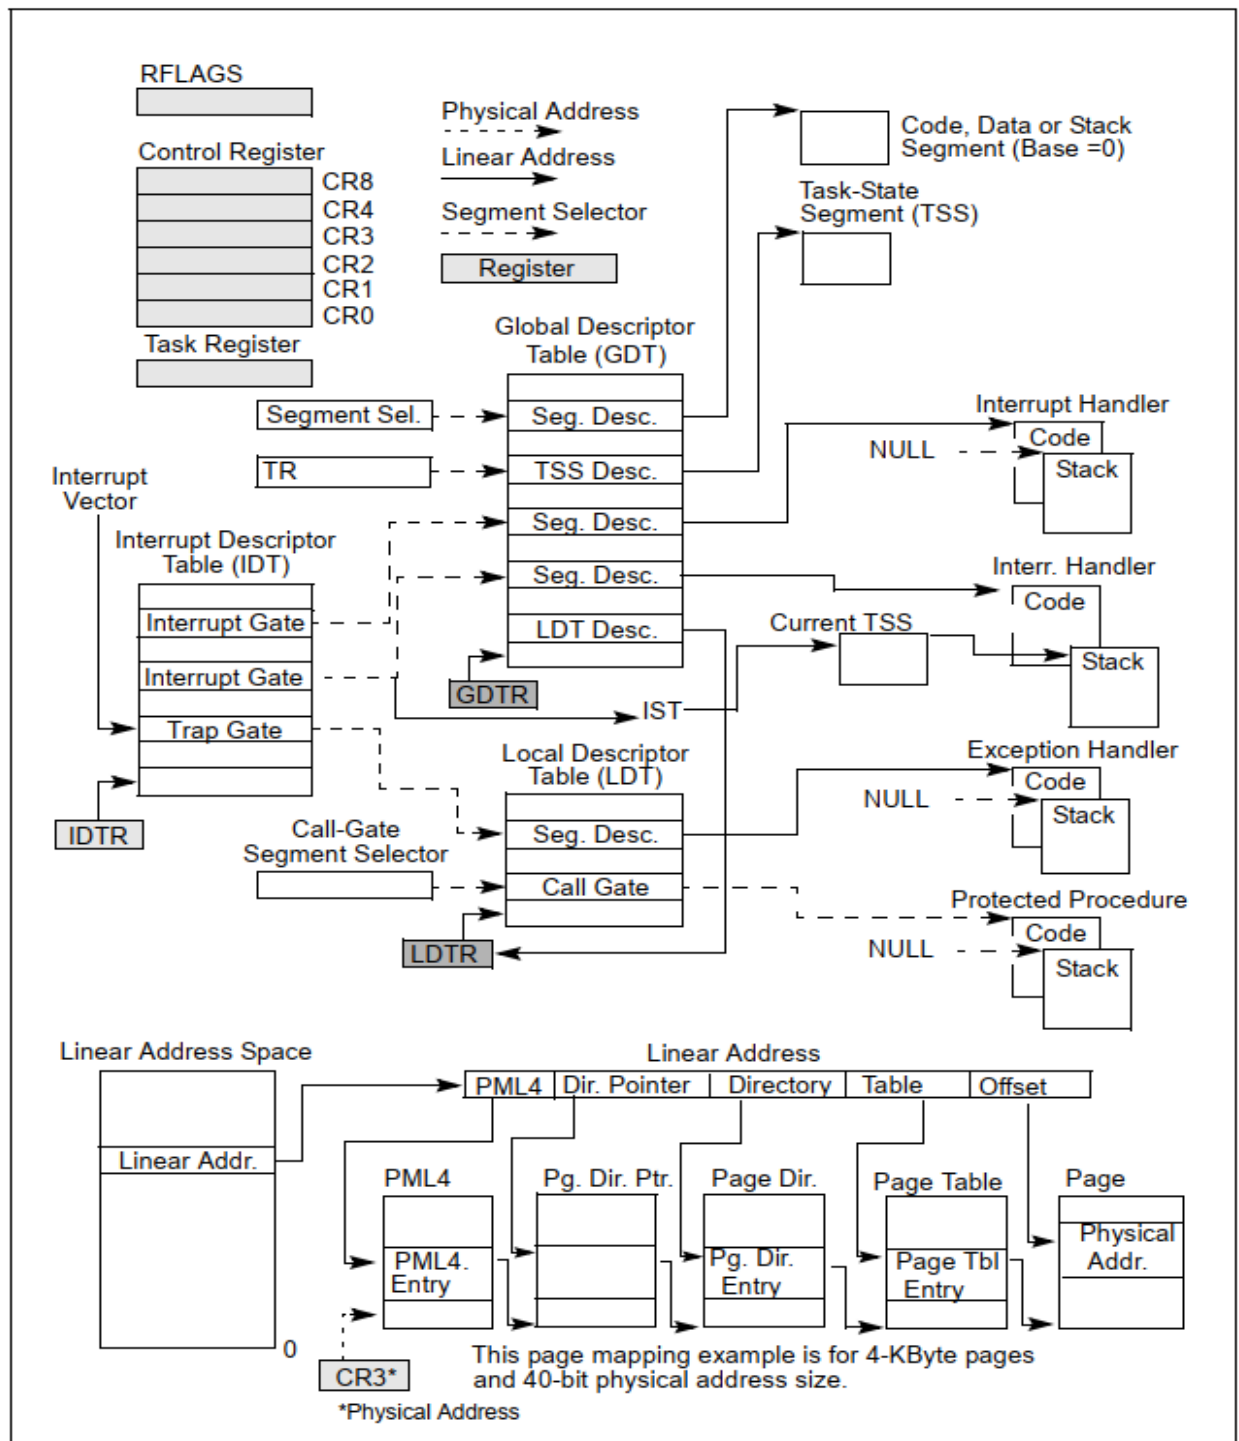 RFLAGS
Control Register
CR8
CR4
CR3
CR2
CR1
CR0
Task Register
Physical Address
Linear Address
Segment Selector
Register
Code, Data or Stack
Segment (Base =0)
Task-State
Segment (TSS)
Global Descriptor
Table (GDT)
Segment Sel.
Seg. Desc.
TR
TSS Desc.
Seg. Desc.
Seg. Desc.
LDT Desc.
GDTR
Interrupt Handler
Code
NULL
Stack
Interrupt
Vector
Interrupt Descriptor
Table (IDT)
Interrupt Gate
Interrupt Gate
Trap Gate
IDTR
Interr. Handler
Code
Current TSS
Stack
IST
Local Descriptor
Table (LDT)
Seg. Desc.
Call Gate
LDTR
Call-Gate
Segment Selector
Exception Handler
Code
NULL
Stack
Protected Procedure
Code
NULL
Stack
Linear Address Space
Linear Addr.
0
Linear Address
PML4 Dir. Pointer Directory Table Offset
PML4
Pg. Dir. Ptr.
Page Dir.
Page Table
Page
PML4.
Entry
Pg. Dir.
Entry
Page Tbl
Entry
Physical
Addr.
CR3*
*Physical Address
This page mapping example is for 4-KByte pages
and 40-bit physical address size.